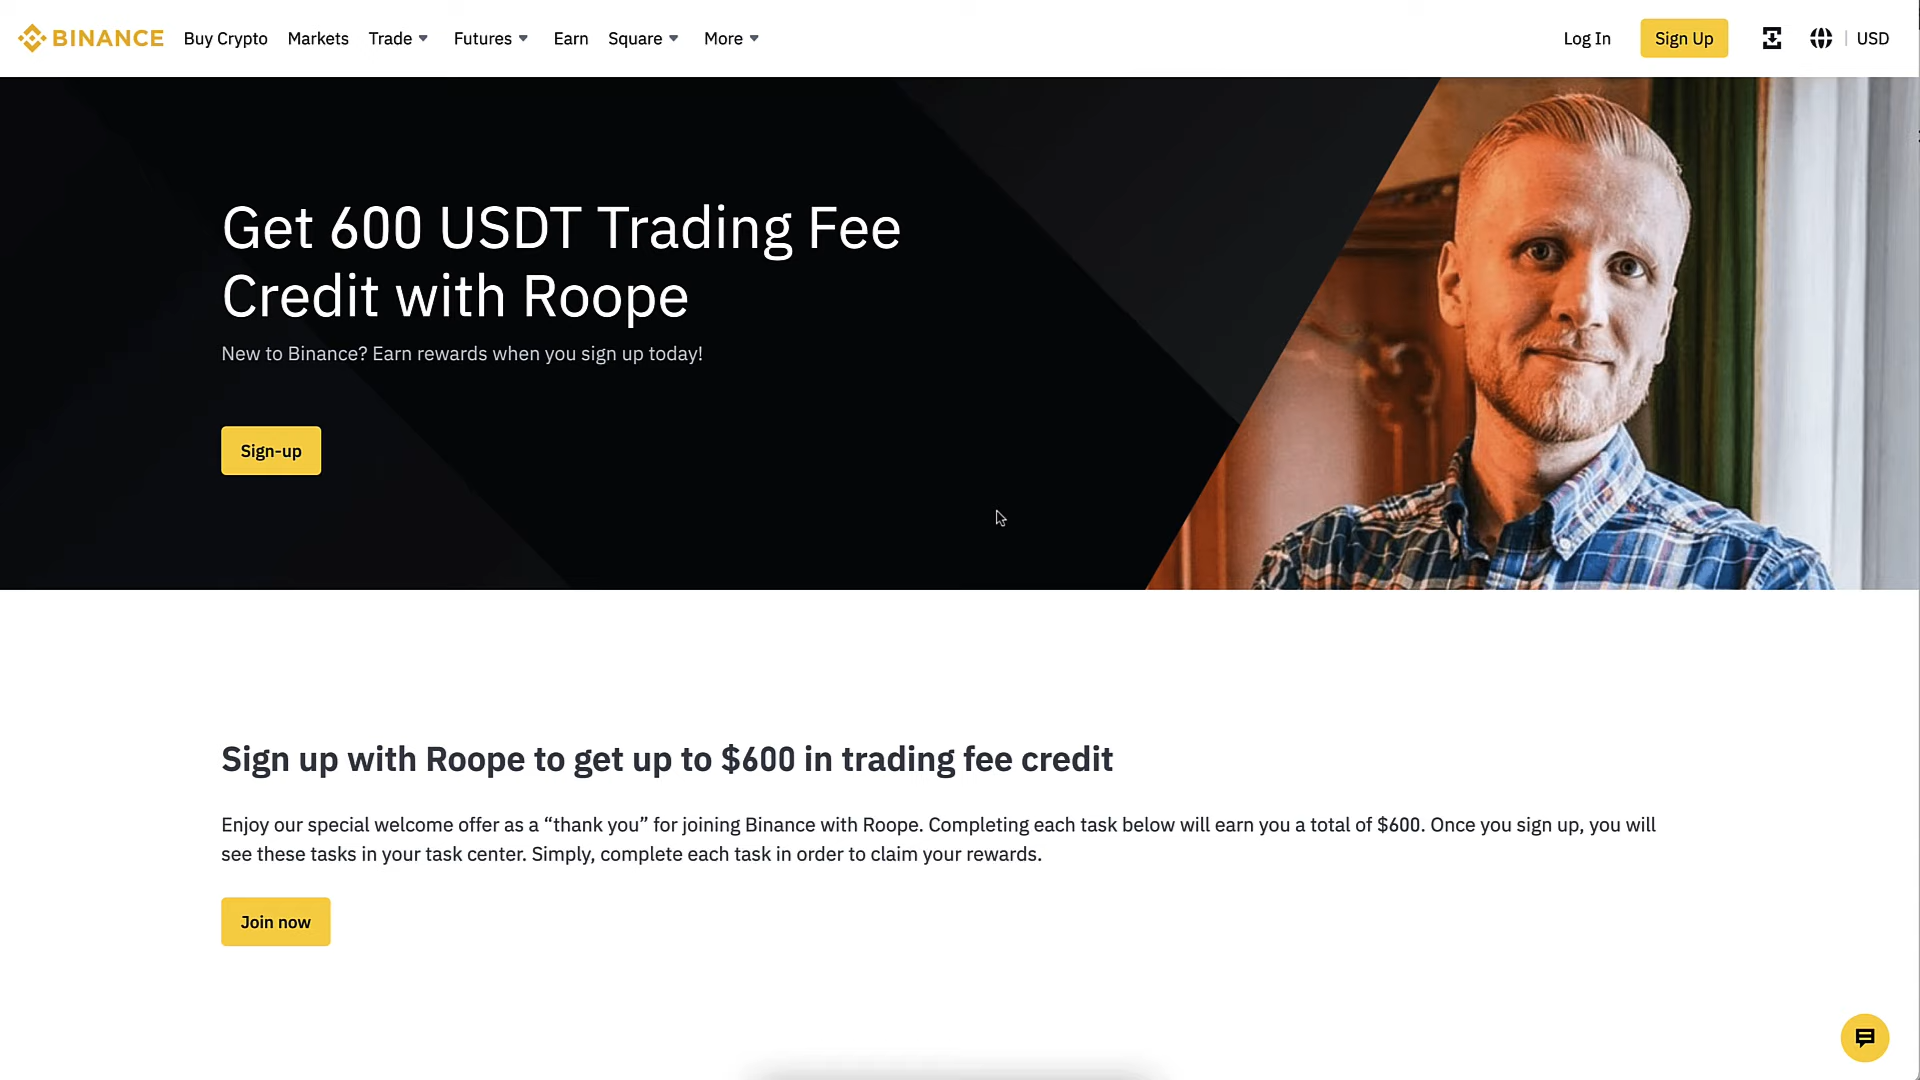 BINANCE Buy Crypto Markets Trade Futures Earn Square More Log In Sign Up USD
Get 600 USDT Trading Fee
Credit with Roope
New to Binance? Earn rewards when you sign up today!
Sign-up
Sign up with Roope to get up to $600 in trading fee credit
Enjoy our special welcome offer as a “thank you” for joining Binance with Roope. Completing each task below will earn you a total of $600. Once you sign up, you will
see these tasks in your task center. Simply, complete each task in order to claim your rewards.
Join now